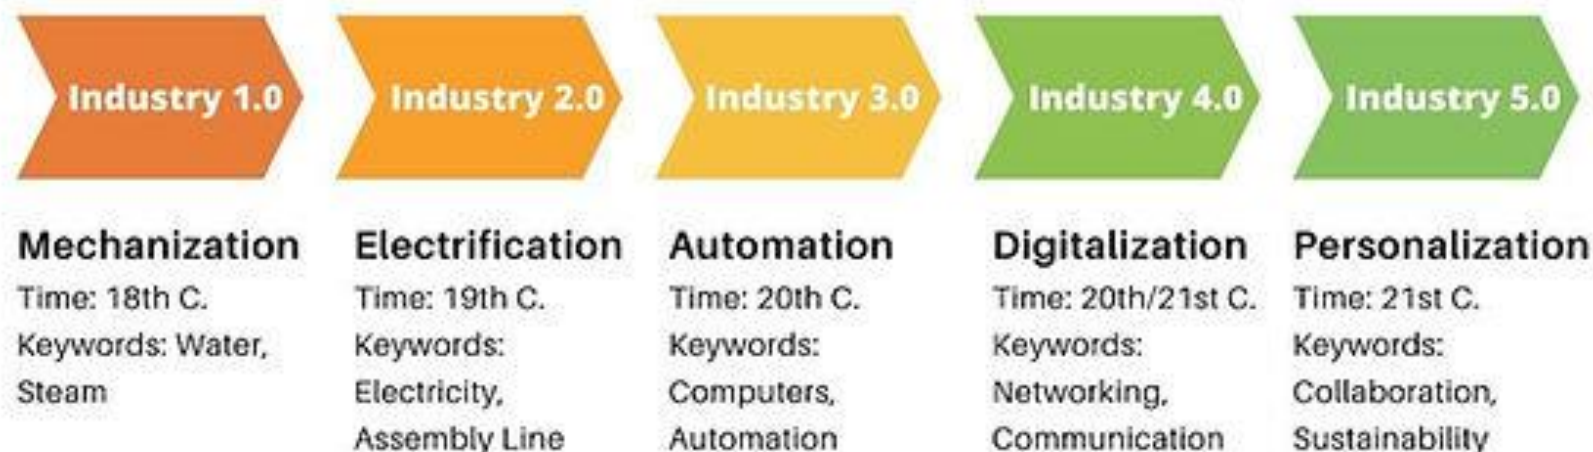 Industry 1.0
Industry 2.0
Industry 3.0
Industry 4.0
Industry 5.0
Mechanization
Time: 18th C.
Keywords: Water,
Steam
Electrification
Time: 19th C.
Keywords:
Electricity,
Assembly Line
Automation
Time: 20th C.
Keywords:
Computers,
Automation
Digitalization
Time: 20th/21st C.
Keywords:
Networking,
Communication
Personalization
Time: 21st C.
Keywords:
Collaboration,
Sustainability